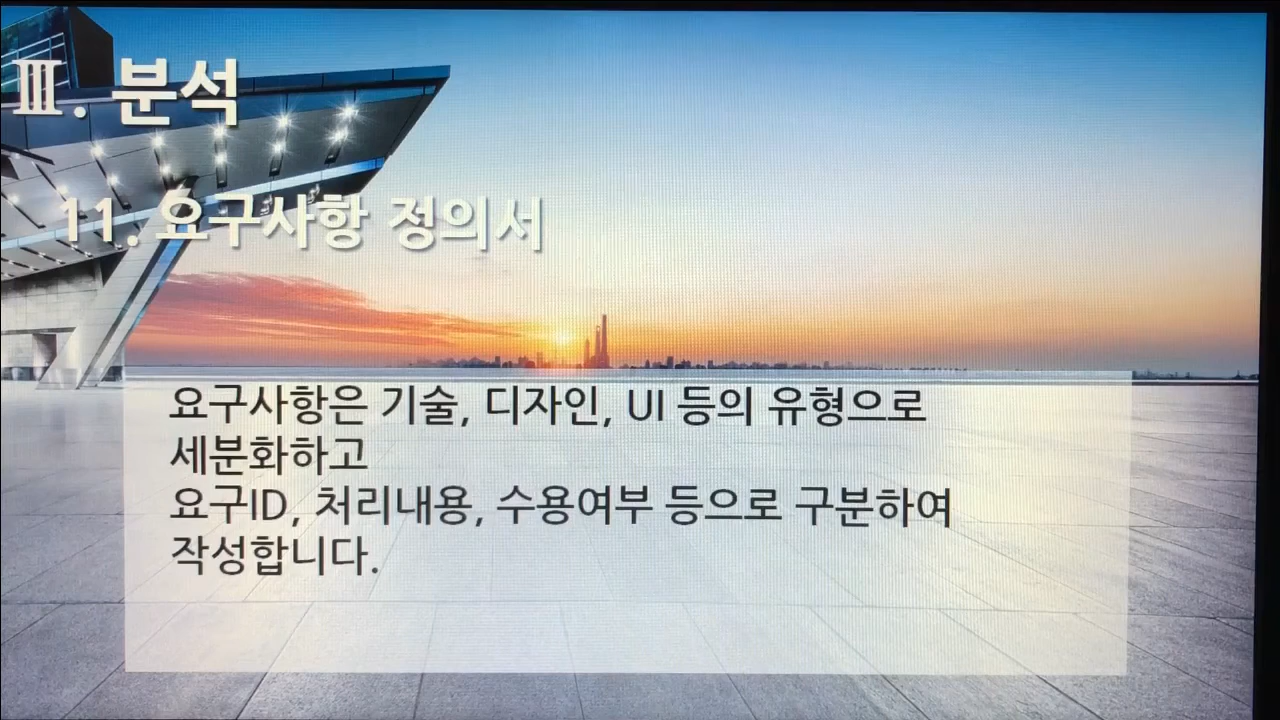 Ⅲ. 분석
11. 요구사항 정의서
요구사항은 기술, 디자인, UI 등의 유형으로
세분화하고
요구ID, 처리내용, 수용여부 등으로 구분하여
작성합니다.